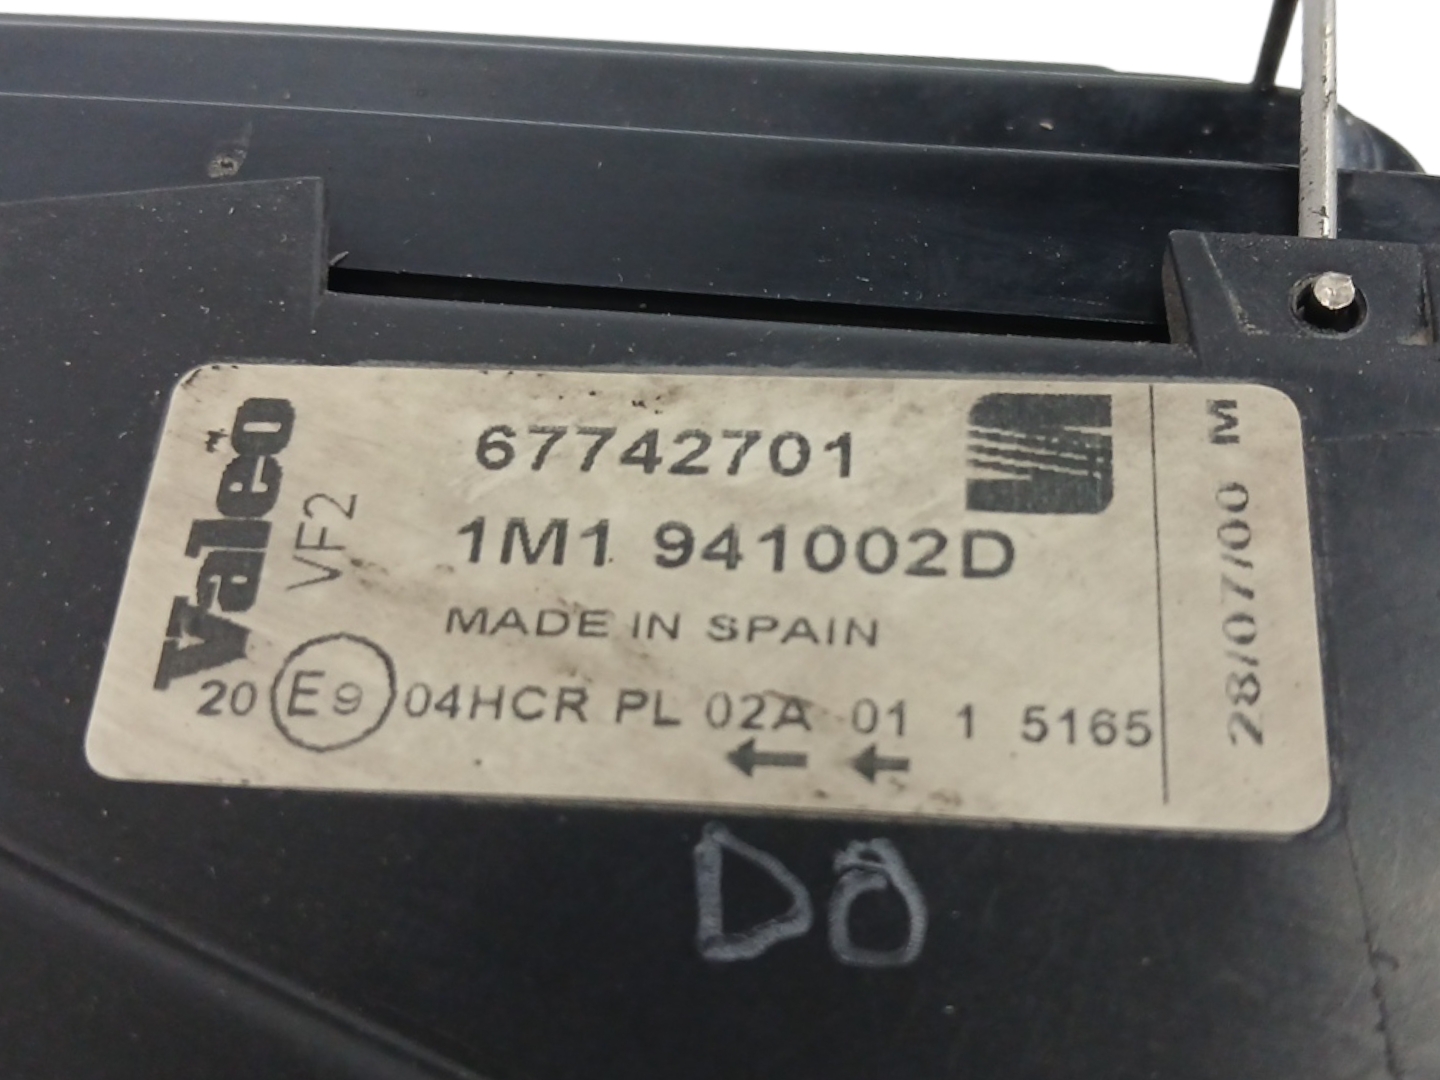 Valeo
VF2
67742701
1M1 941002D
MADE IN SPAIN
20 E9 04HCR PL 02A 01 1 5165
28/07/00 M